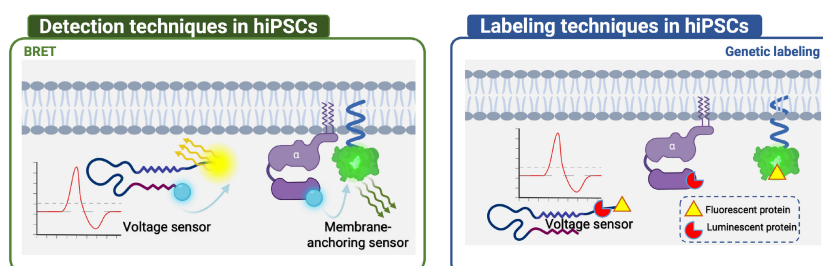 Detection techniques in hiPSCs
BRET
α
Voltage sensor
Membrane-
anchoring sensor
Labeling techniques in hiPSCs
Genetic labeling
α
Voltage sensor
Fluorescent protein
Luminescent protein